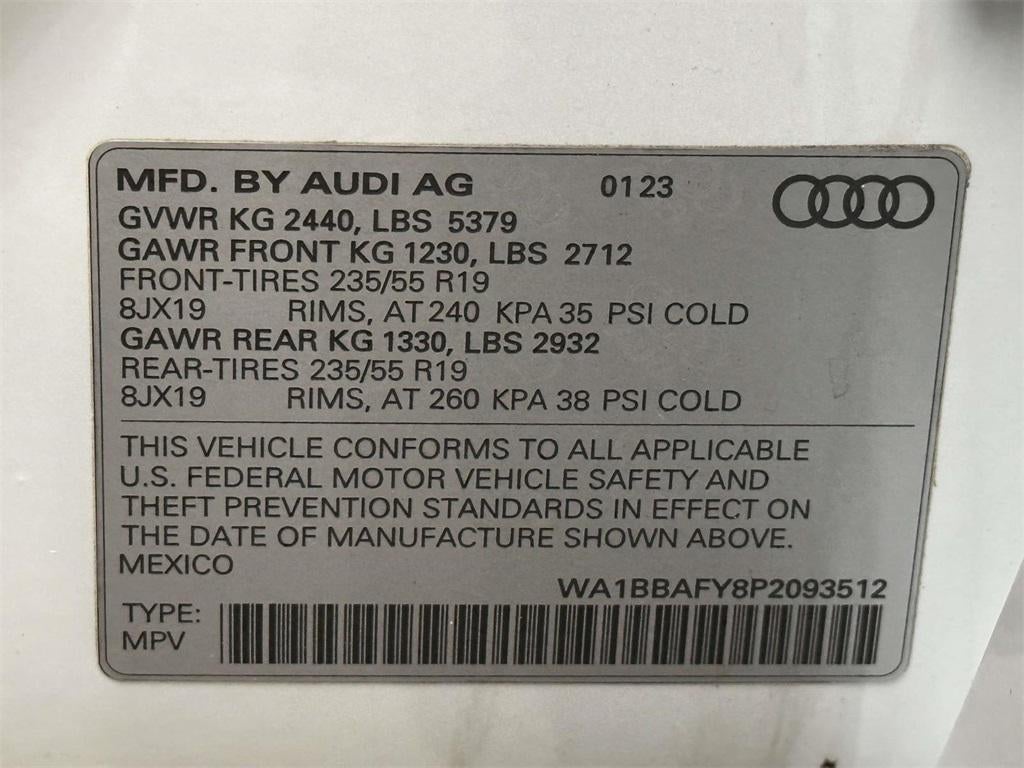 MFD. BY AUDI AG 0123
GVWR KG 2440, LBS 5379
GAWR FRONT KG 1230, LBS 2712
FRONT-TIRES 235/55 R19
8JX19 RIMS, AT 240 KPA 35 PSI COLD
GAWR REAR KG 1330, LBS 2932
REAR-TIRES 235/55 R19
8JX19 RIMS, AT 260 KPA 38 PSI COLD
THIS VEHICLE CONFORMS TO ALL APPLICABLE
U.S. FEDERAL MOTOR VEHICLE SAFETY AND
THEFT PREVENTION STANDARDS IN EFFECT ON
THE DATE OF MANUFACTURE SHOWN ABOVE.
MEXICO
WA1BBAFY8P2093512
TYPE:
MPV